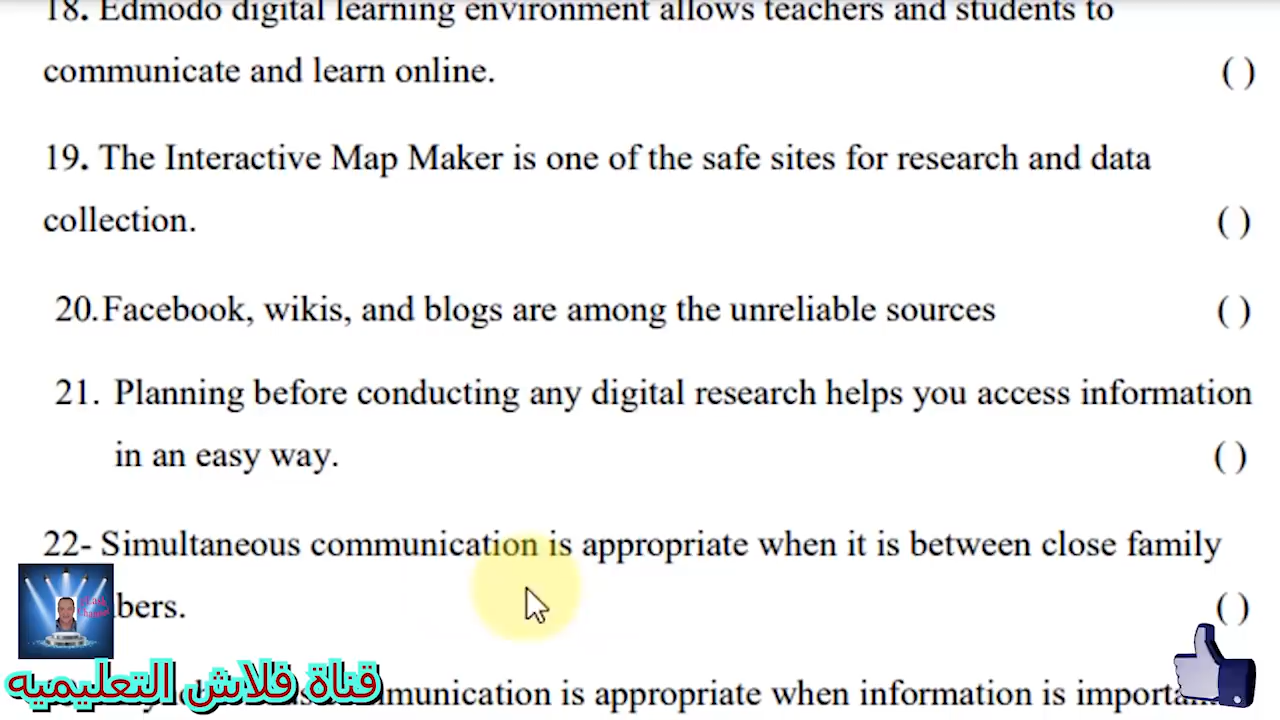 18. Edmodo digital learning environment allows teachers and students to
communicate and learn online. ( )
19. The Interactive Map Maker is one of the safe sites for research and data
collection. ( )
20. Facebook, wikis, and blogs are among the unreliable sources ( )
21. Planning before conducting any digital research helps you access information
in an easy way. ( )
22- Simultaneous communication is appropriate when it is between close family
bers. ( )
communication is appropriate when information is important
قناة فلاش التعليميه